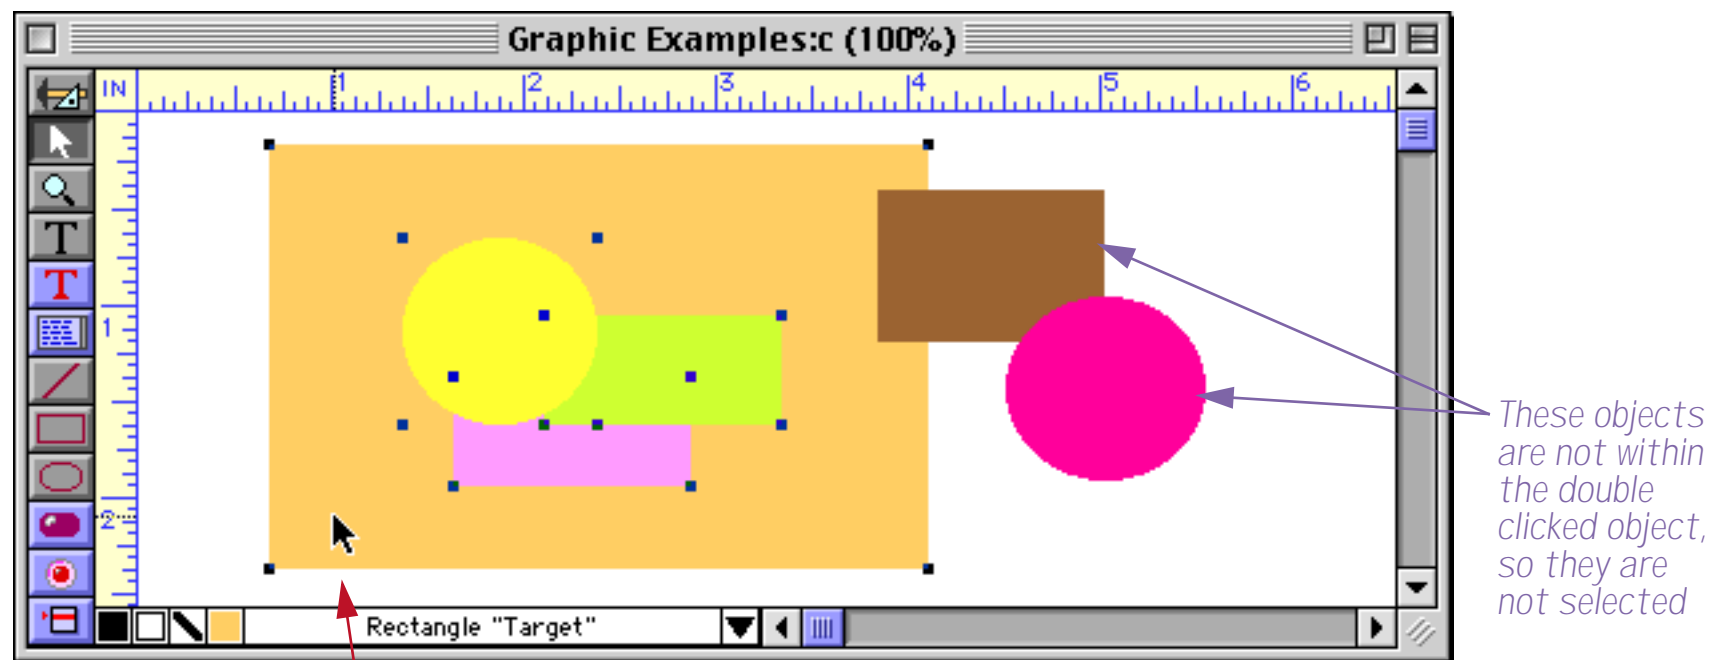 Graphic Examples:c (100%)
IN 1 2 3 4 5 6
T
T
1
2
Rectangle "Target"
These objects
are not within
the double
clicked object,
so they are
not selected